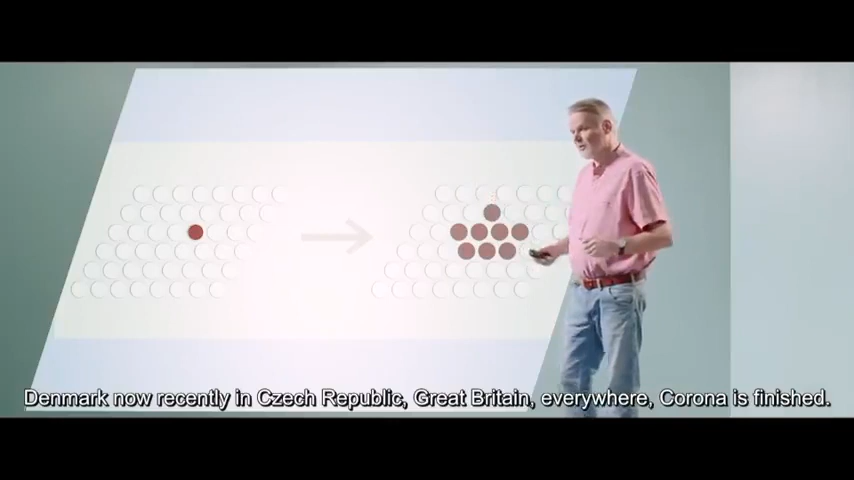 Denmark now recently in Czech Republic, Great Britain, everywhere, Corona is finished.